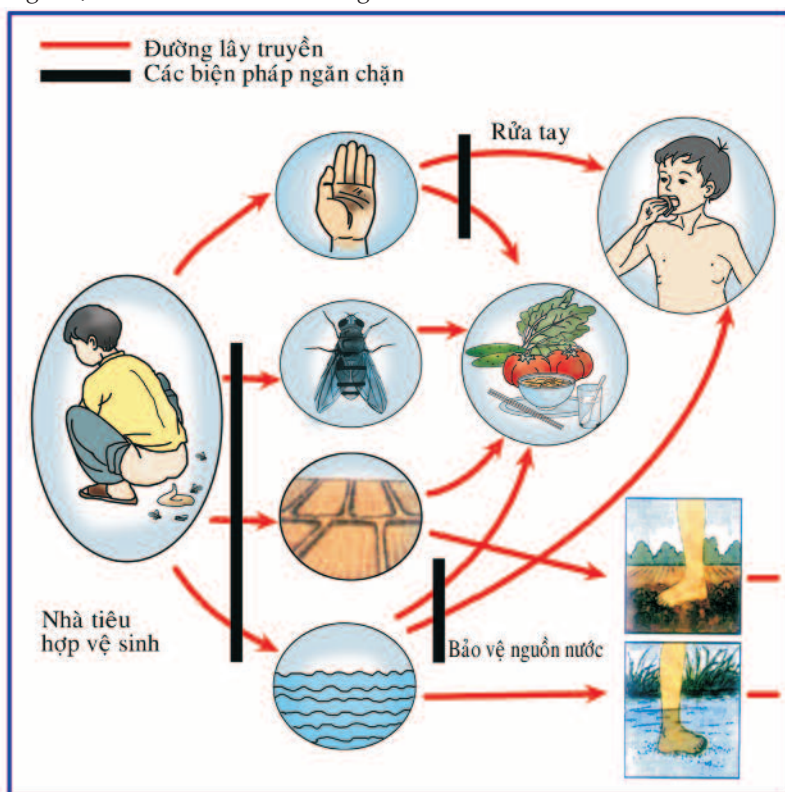 Đường lây truyền
Các biện pháp ngăn chặn
Rửa tay
Nhà tiêu
hợp vệ sinh
Bảo vệ nguồn nước